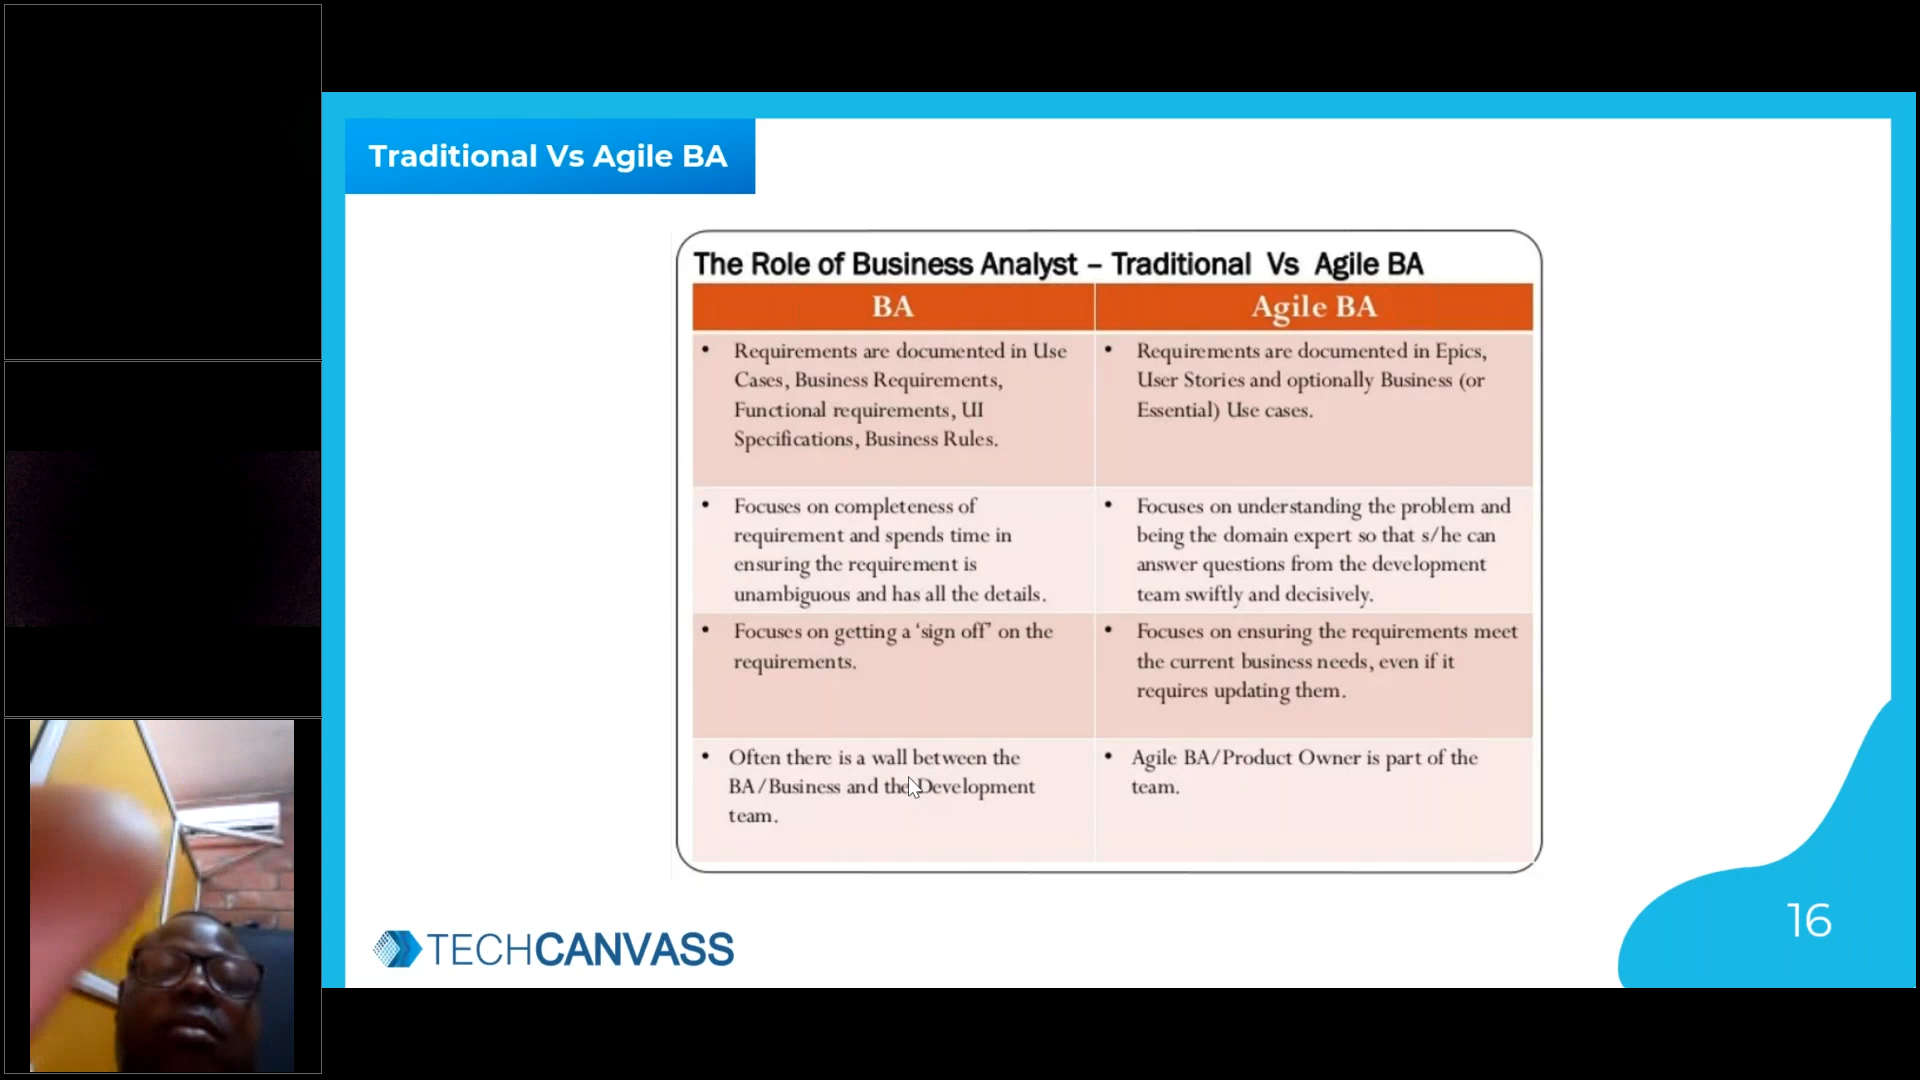 Traditional Vs Agile BA
The Role of Business Analyst – Traditional Vs Agile BA
BA
Agile BA
• Requirements are documented in Use
Cases, Business Requirements,
Functional requirements, UI
Specifications, Business Rules.
• Requirements are documented in Epics,
User Stories and optionally Business (or
Essential) Use cases.
• Focuses on completeness of
requirement and spends time in
ensuring the requirement is
unambiguous and has all the details.
• Focuses on understanding the problem and
being the domain expert so that s/he can
answer questions from the development
team swiftly and decisively.
• Focuses on getting a ‘sign off’ on the
requirements.
• Focuses on ensuring the requirements meet
the current business needs, even if it
requires updating them.
• Often there is a wall between the
BA/Business and the Development
team.
• Agile BA/Product Owner is part of the
team.
TECHCANVASS
16